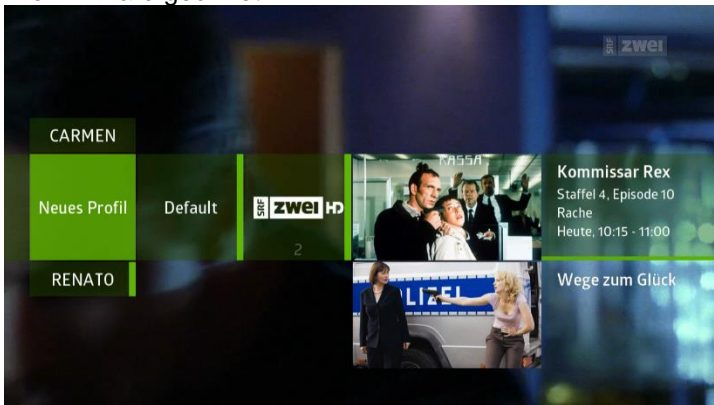 SRF zwei
CARMEN
Neues Profil
Default
SRF zwei HD
2
KASSA
Kommissar Rex
Staffel 4, Episode 10
Rache
Heute, 10:15 - 11:00
RENATO
LIZEI
Wege zum Glück